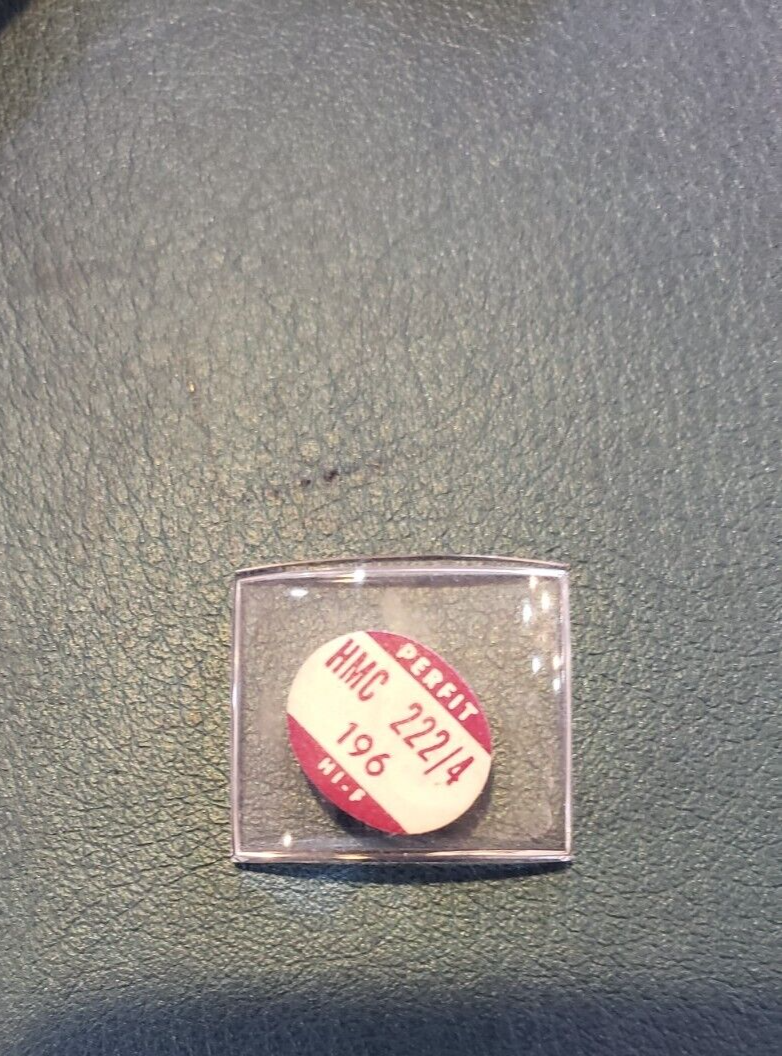 PERFIT
HMC 222/4
196
HI-F